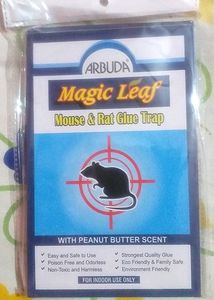 ARBUDA
Magic Leaf
Mouse & Rat Glue Trap
WITH PEANUT BUTTER SCENT
Easy and Safe to Use
Poison Free and Odorless
Non-Toxic and Harmless
Strongest Quality Glue
Eco Friendly & Family Safe
Environment Friendly
FOR INDOOR USE ONLY